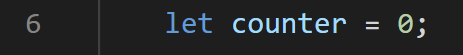 6 let counter = 0;